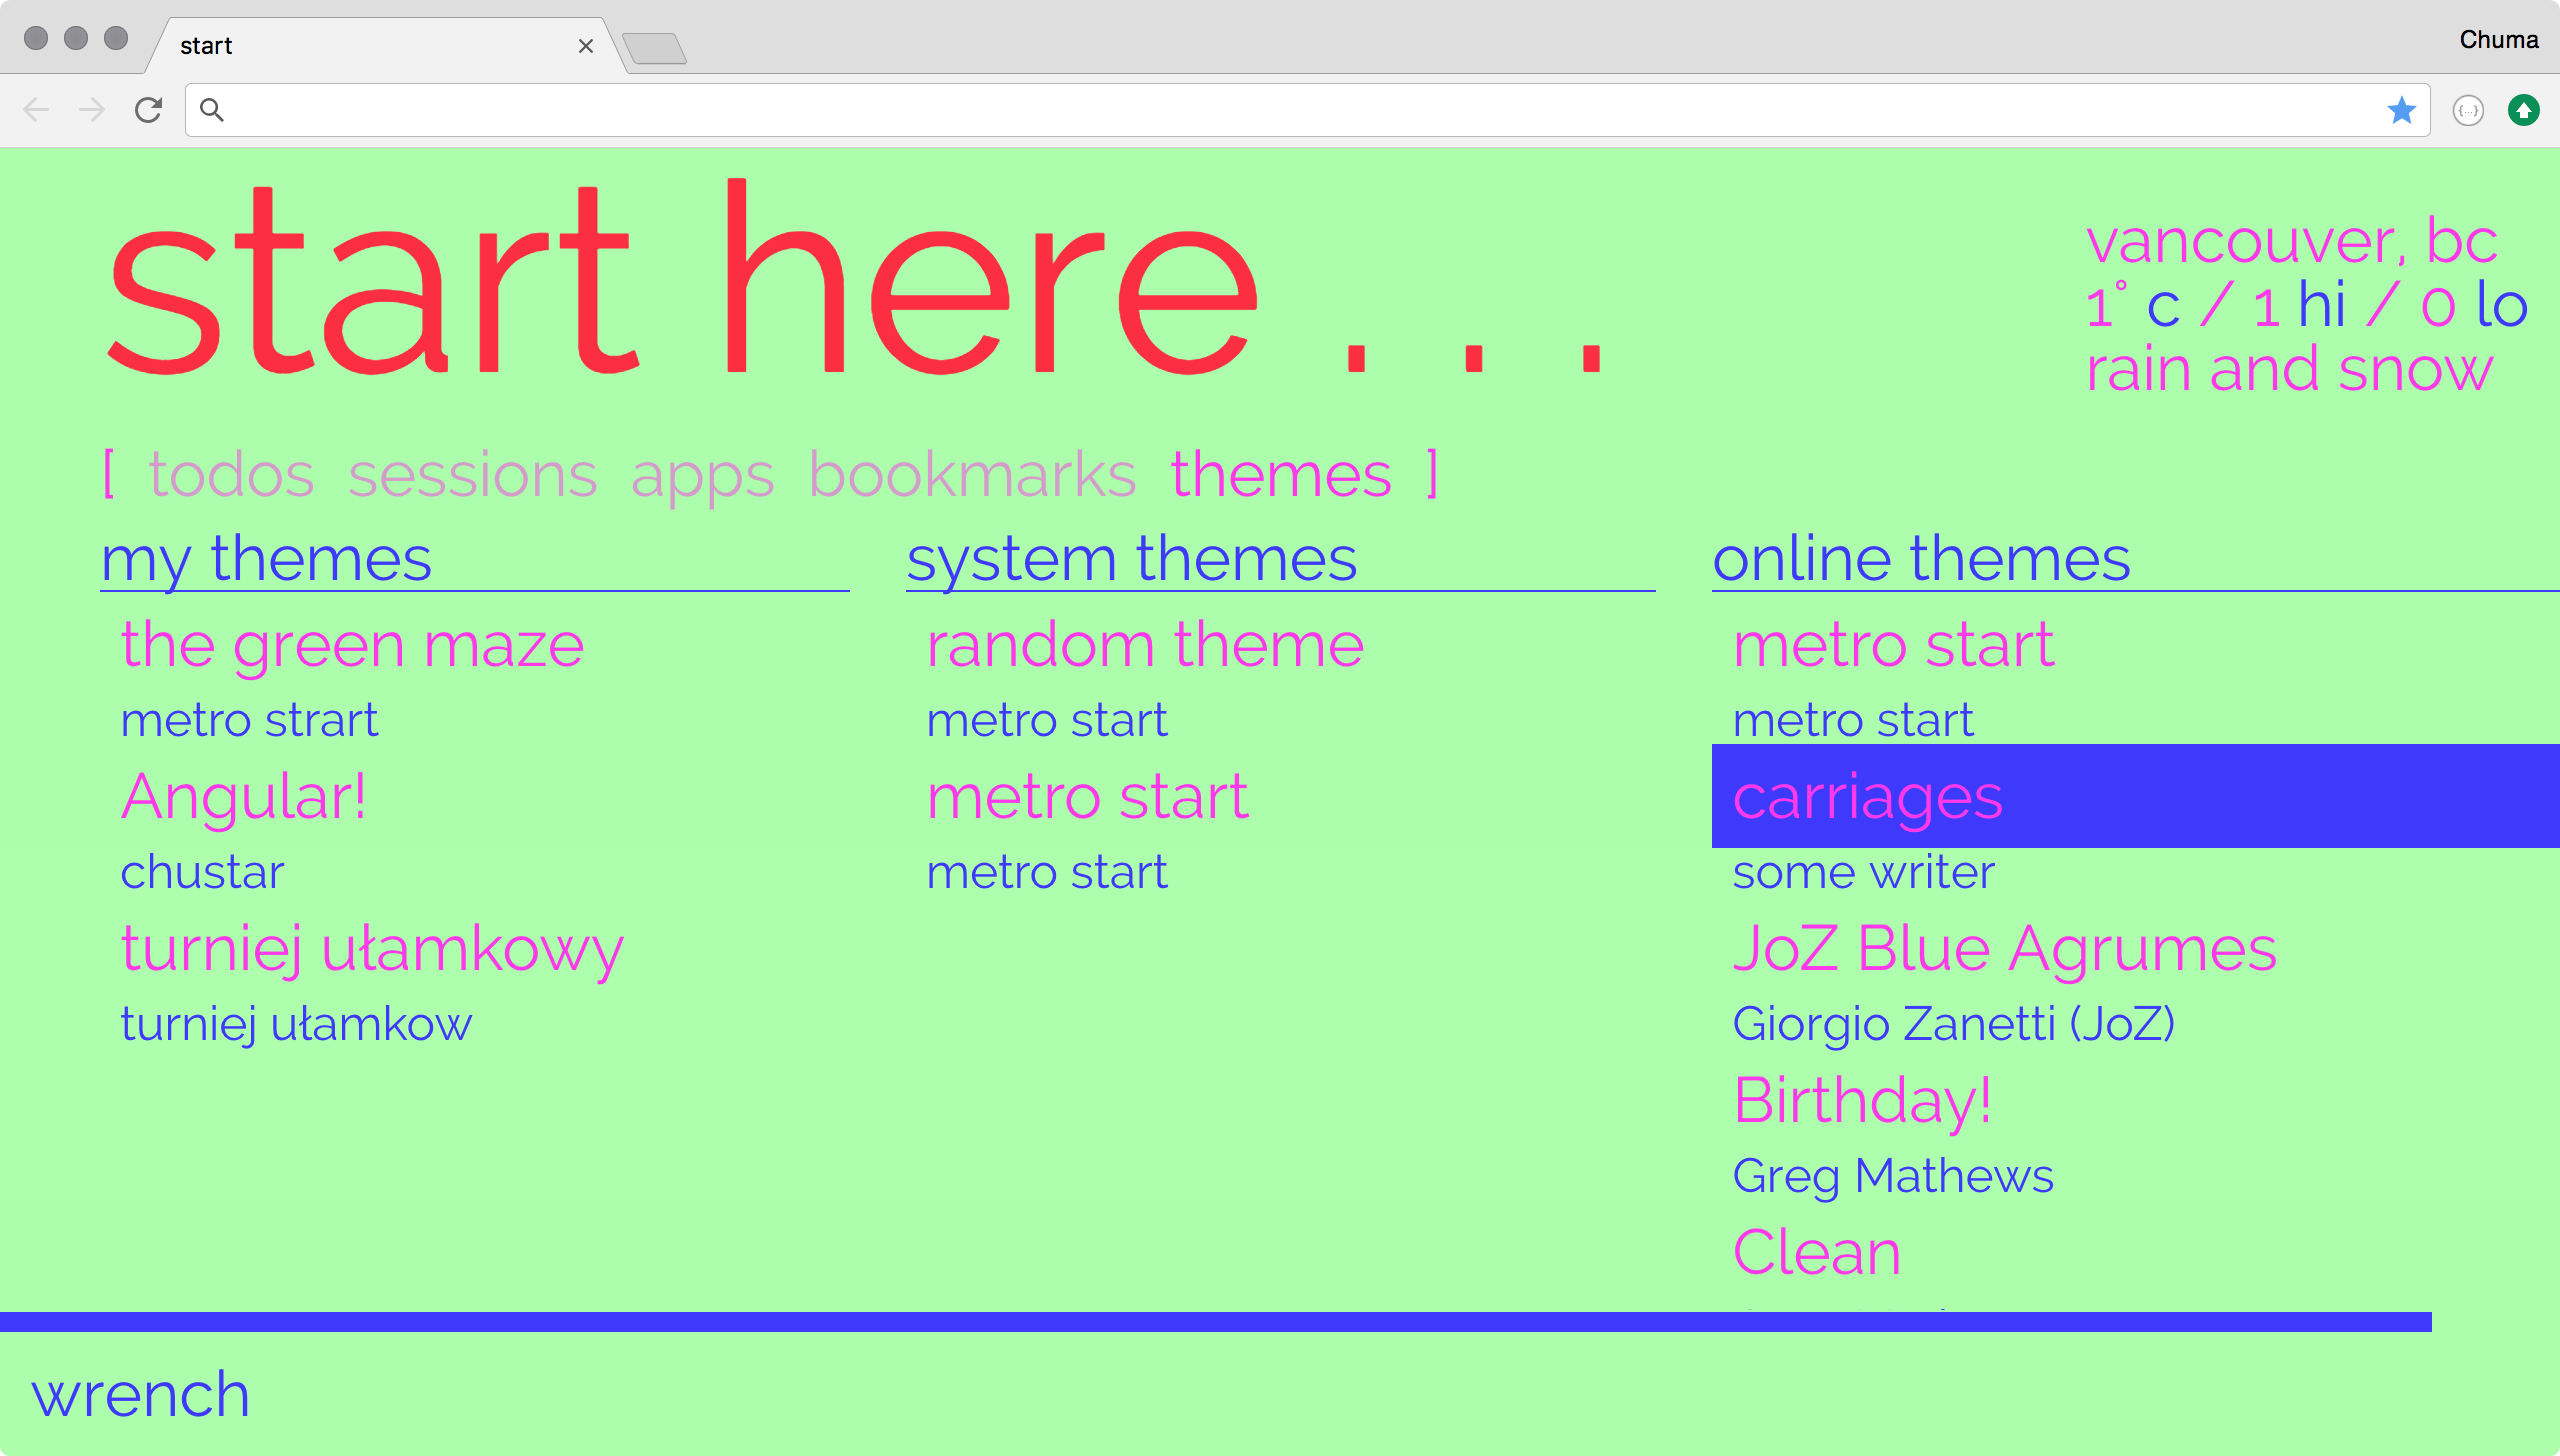 start
Chuma
start here . . .
vancouver, bc
1° c / 1 hi / 0 lo
rain and snow
[ todos sessions apps bookmarks themes ]
my themes
the green maze
metro strart
Angular!
chustar
turniej ułamkowy
turniej ułamkow
system themes
random theme
metro start
metro start
metro start
online themes
metro start
metro start
carriages
some writer
JoZ Blue Agrumes
Giorgio Zanetti (JoZ)
Birthday!
Greg Mathews
Clean
wrench